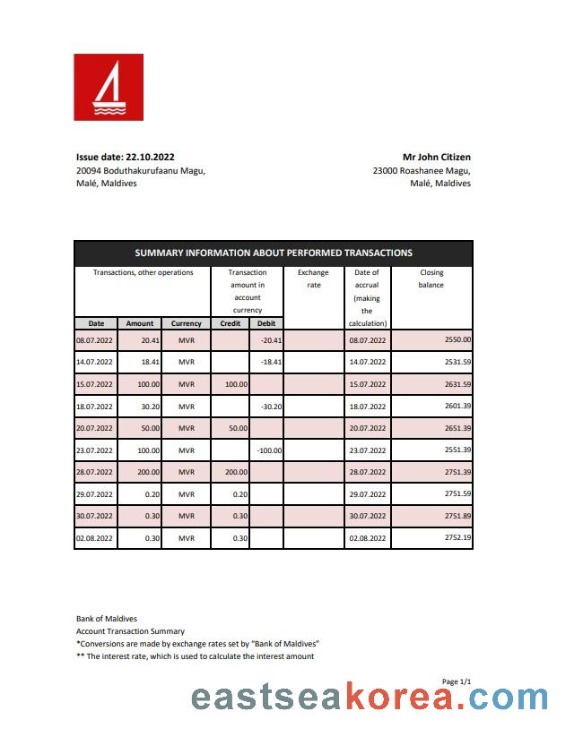 Issue date: 22.10.2022
20094 Boduthakurufaanu Magu,
Malé, Maldives
Mr John Citizen
23000 Roashanee Magu,
Malé, Maldives
SUMMARY INFORMATION ABOUT PERFORMED TRANSACTIONS
Transactions, other operations
Transaction
amount in
account
currency
Exchange
rate
Date of
accrual
(making
the
calculation)
Closing
balance
Date Amount Currency Credit Debit
08.07.2022 20.41 MVR -20.41 08.07.2022 2550.00
14.07.2022 18.41 MVR -18.41 14.07.2022 2531.59
15.07.2022 100.00 MVR 100.00 15.07.2022 2631.59
18.07.2022 30.20 MVR -30.20 18.07.2022 2601.39
20.07.2022 50.00 MVR 50.00 20.07.2022 2651.39
23.07.2022 100.00 MVR -100.00 23.07.2022 2551.39
28.07.2022 200.00 MVR 200.00 28.07.2022 2751.39
29.07.2022 0.20 MVR 0.20 29.07.2022 2751.59
30.07.2022 0.30 MVR 0.30 30.07.2022 2751.89
02.08.2022 0.30 MVR 0.30 02.08.2022 2752.19
Bank of Maldives
Account Transaction Summary
*Conversions are made by exchange rates set by "Bank of Maldives"
** The interest rate, which is used to calculate the interest amount
Page 1/1
eastseakorea.com